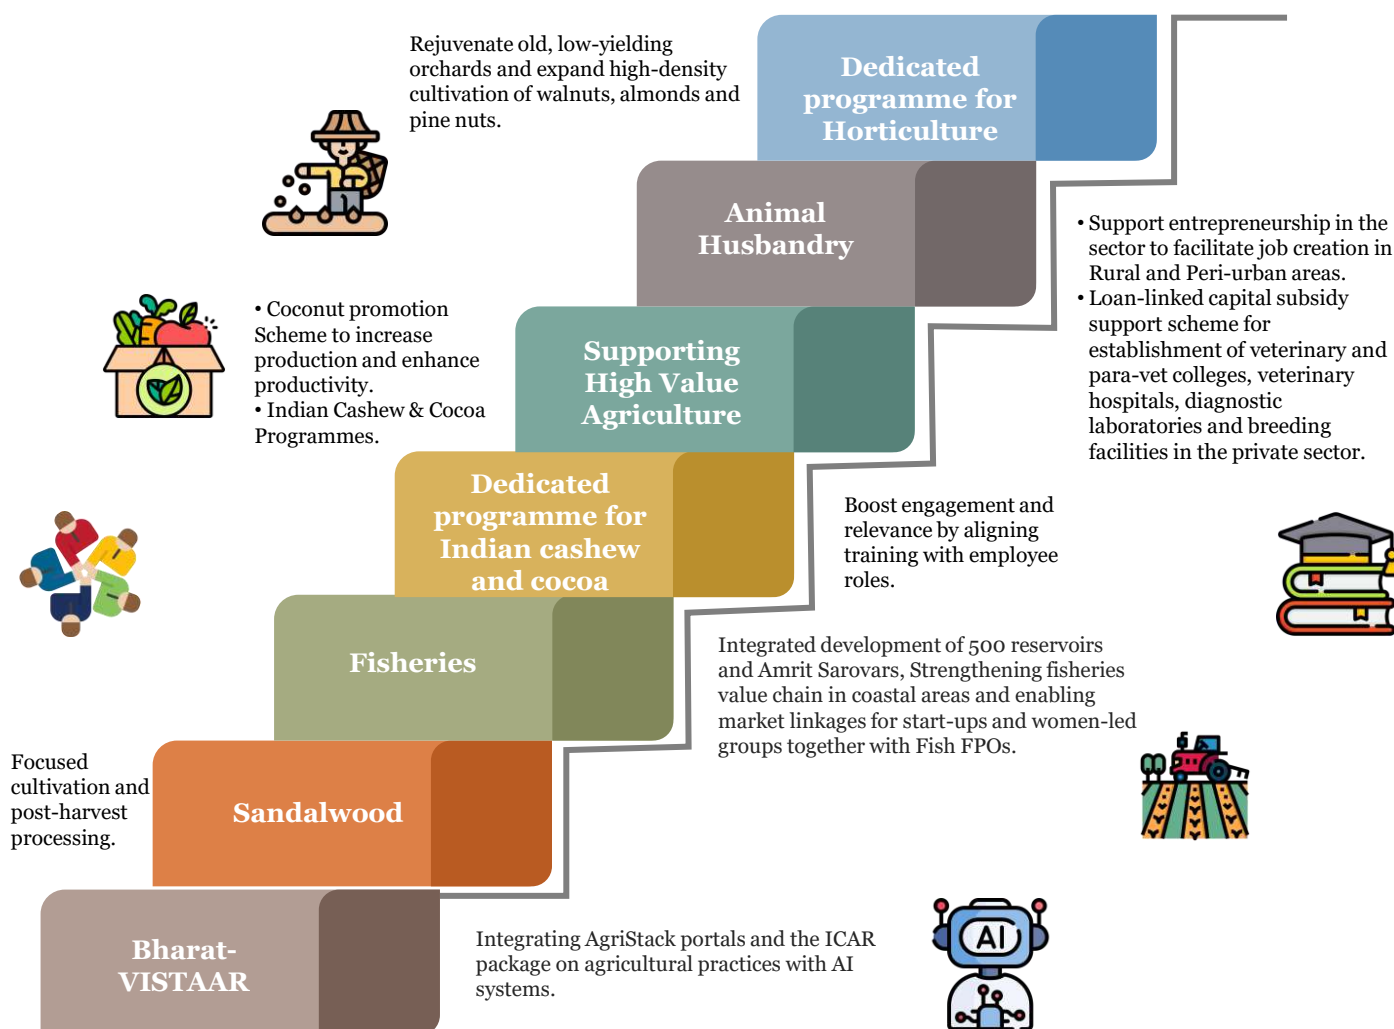 Rejuvenate old, low-yielding
orchards and expand high-density
cultivation of walnuts, almonds and
pine nuts.
Dedicated
programme for
Horticulture
Animal
Husbandry
• Support entrepreneurship in the
sector to facilitate job creation in
Rural and Peri-urban areas.
• Loan-linked capital subsidy
support scheme for
establishment of veterinary and
para-vet colleges, veterinary
hospitals, diagnostic
laboratories and breeding
facilities in the private sector.
• Coconut promotion
Scheme to increase
production and enhance
productivity.
• Indian Cashew & Cocoa
Programmes.
Supporting
High Value
Agriculture
Dedicated
programme for
Indian cashew
and cocoa
Boost engagement and
relevance by aligning
training with employee
roles.
Fisheries
Integrated development of 500 reservoirs
and Amrit Sarovars, Strengthening fisheries
value chain in coastal areas and enabling
market linkages for start-ups and women-led
groups together with Fish FPOs.
Focused
cultivation and
post-harvest
processing.
Sandalwood
Bharat-
VISTAAR
Integrating AgriStack portals and the ICAR
package on agricultural practices with AI
systems.
AI